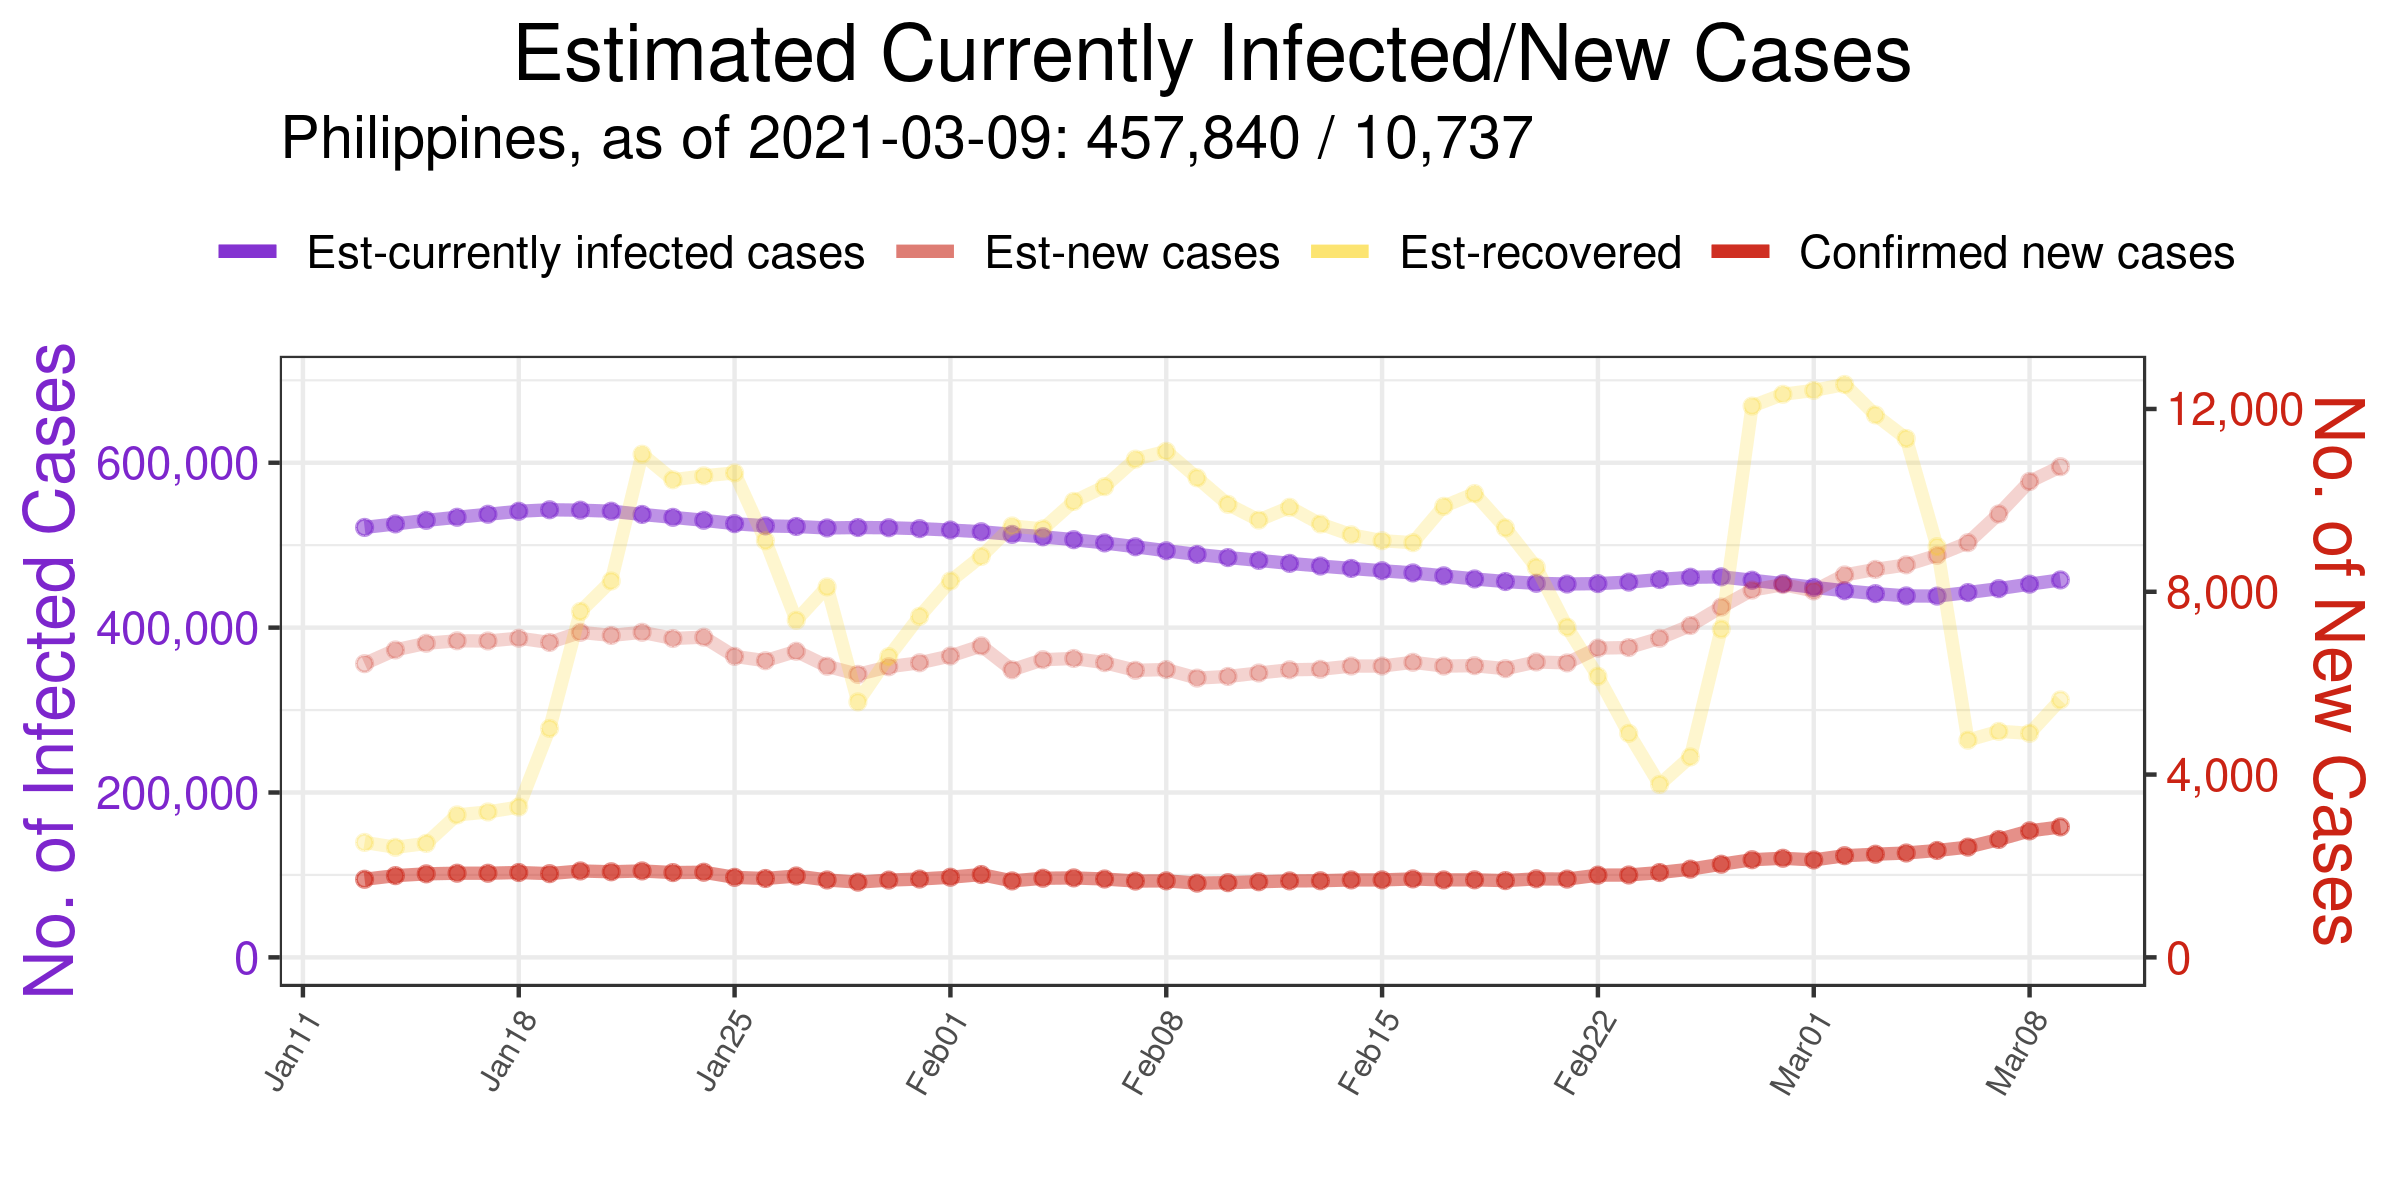 Estimated Currently Infected/New Cases
Philippines, as of 2021-03-09: 457,840 / 10,737
Est-currently infected cases Est-new cases Est-recovered Confirmed new cases
No. of Infected Cases
600,000
400,000
200,000
0
12,000
8,000
4,000
0
No. of New Cases
Jan11 Jan18 Jan25 Feb01 Feb08 Feb15 Feb22 Mar01 Mar08